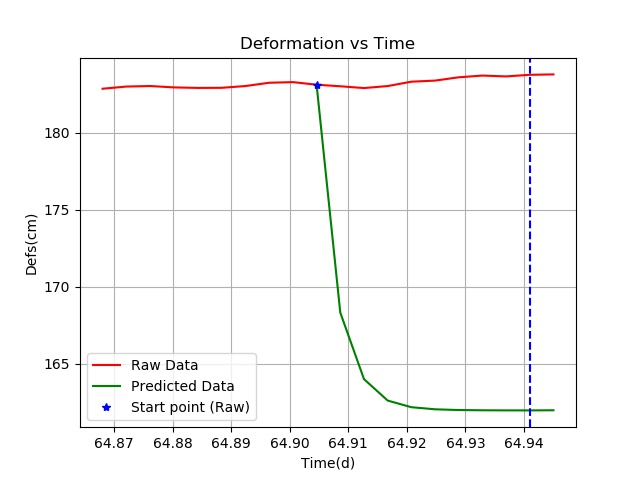 Deformation vs Time
Defs(cm)
180
175
170
165
Raw Data
Predicted Data
Start point (Raw)
64.87 64.88 64.89 64.90 64.91 64.92 64.93 64.94
Time(d)